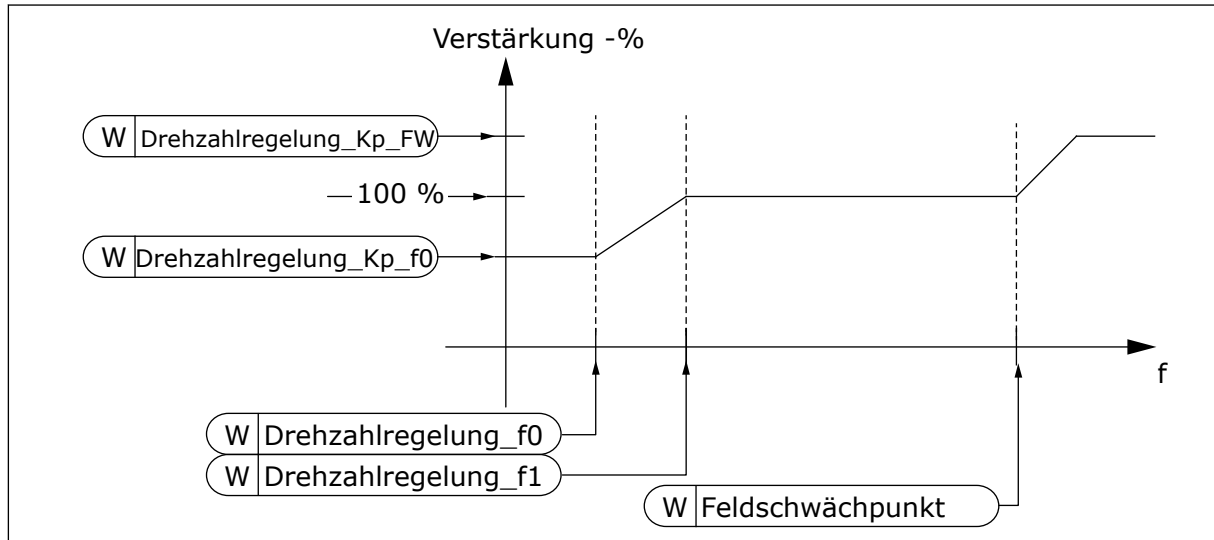 Verstärkung -%
W Drehzahlregelung_Kp_FW
100 %
W Drehzahlregelung_Kp_f0
f
W Drehzahlregelung_f0
W Drehzahlregelung_f1
W Feldschwächpunkt